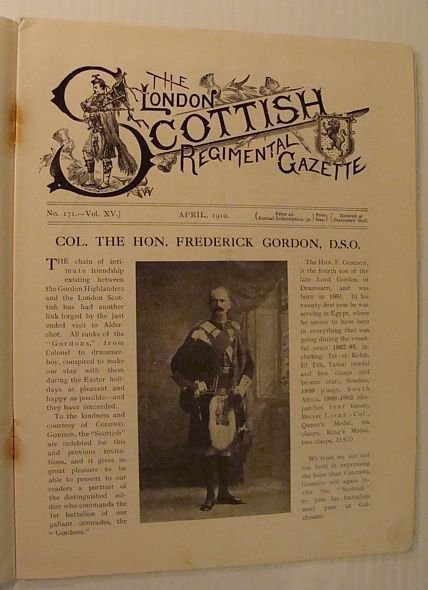 THE
LONDON
SCOTTISH
REGIMENTAL
GAZETTE
No. 171.—Vol. XV.]
APRIL, 1910.
Price 2d.
Annual Subscription, 3s.
Post
free.
Entered at
Stationers' Hall.
COL. THE HON. FREDERICK GORDON, D.S.O.
THE chain of inti-
mate friendship
existing between
the Gordon Highlanders
and the London Scot-
tish has had another
link forged by the just
ended visit to Alder-
shot. All ranks of the
"Gordons," from
Colonel to drummer-
boy, conspired to make
our stay with them
during the Easter holi-
days as pleasant and
happy as possible—and
they have succeeded.
To the kindness and
courtesy of COLONEL
GORDON, the "Scottish"
are indebted for this
and previous invita-
tions, and it gives us
great pleasure to be
able to present to our
readers a portrait of
the distinguished sol-
dier who commands the
1st battalion of our
gallant comrades, the
"Gordons."
The HON. F. GORDON,
is the fourth son of the
late Lord Gordon of
Drumearn, and was
born in 1861. In his
twenty-first year he was
serving in Egypt, where
he seems to have been
in everything that was
going during the event-
ful years 1882-85, in-
cluding Tel-el-Kebir,
El Teb, Tamai (medal
and five clasps and
bronze star), Soudan,
1889 (clasp), South
Africa, 1899-1902 (des-
patches four times),
Brevet Lieut.-Col.,
Queen's Medal, six
clasps, King's Medal,
two clasps, D.S.O.
We trust we are not
too bold in expressing
the hope that COLONEL
GORDON will again in-
vite the "Scottish"
to join his battalion
next year at Col-
chester.